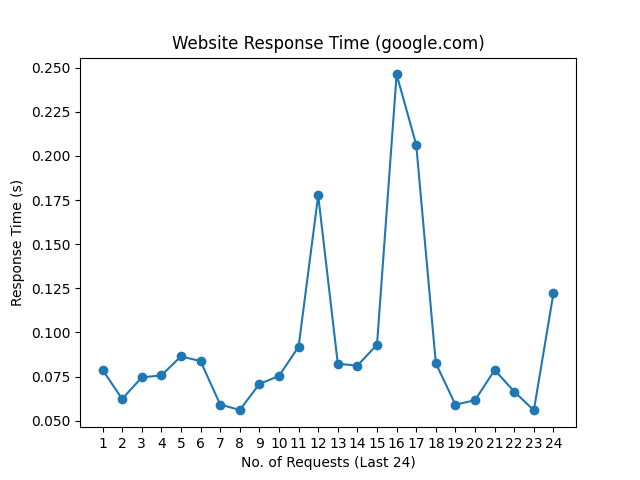 Website Response Time (google.com)
0.250
0.225
0.200
0.175
0.150
0.125
0.100
0.075
0.050
Response Time (s)
1 2 3 4 5 6 7 8 9 10 11 12 13 14 15 16 17 18 19 20 21 22 23 24
No. of Requests (Last 24)